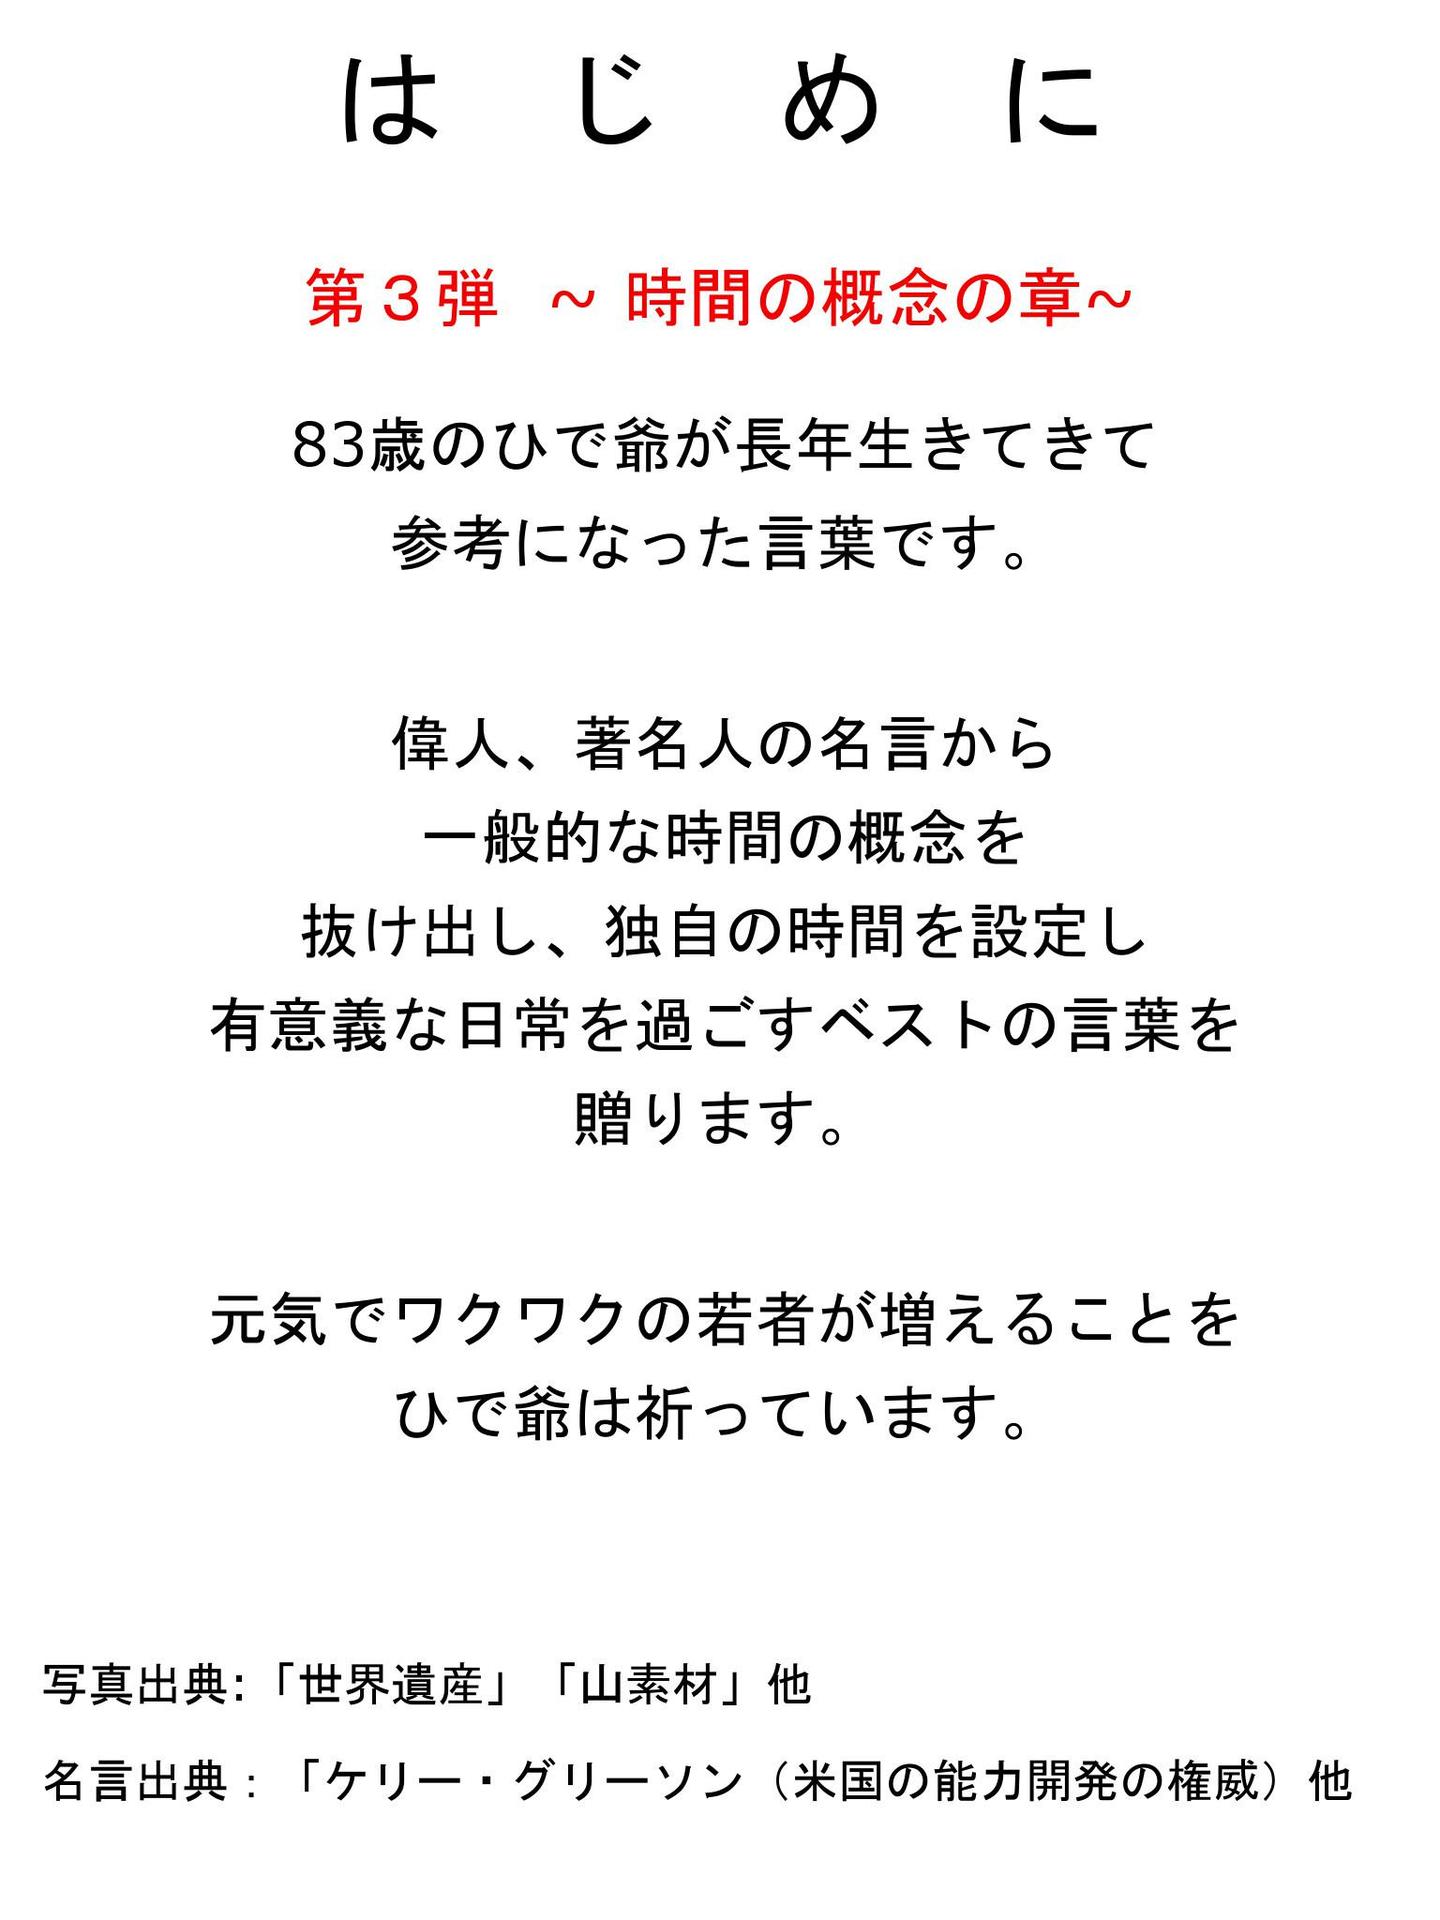 はじめに
第３弾　~ 時間の概念の章~
83歳のひで爺が長年生きてきて
参考になった言葉です。
偉人、著名人の名言から
一般的な時間の概念を
抜け出し、独自の時間を設定し
有意義な日常を過ごすベストの言葉を
贈ります。
元気でワクワクの若者が増えることを
ひで爺は祈っています。
写真出典:「世界遺産」「山素材」他
名言出典：「ケリー・グリーソン（米国の能力開発の権威）他